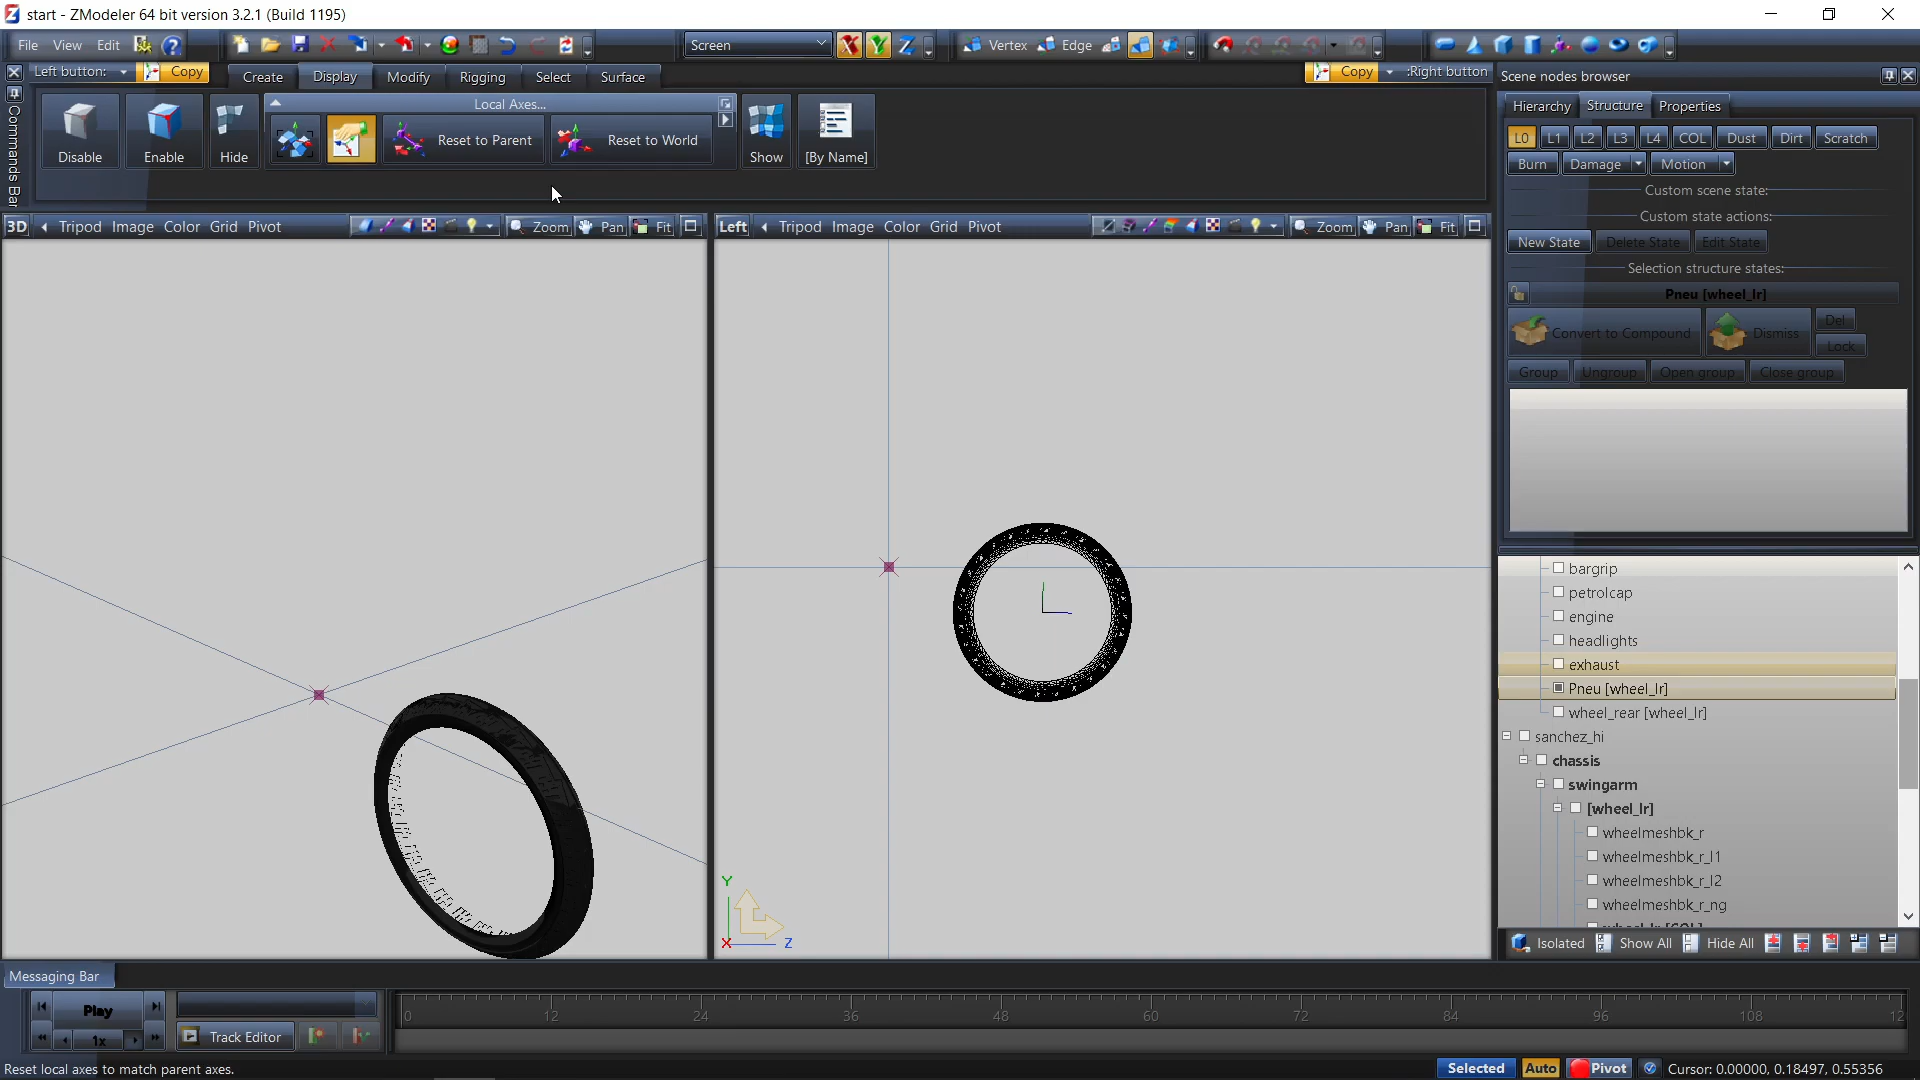 start - ZModeler 64 bit version 3.2.1 (Build 1195)
File View Edit Screen Vertex Edge
Left button: Copy Create Display Modify Rigging Select Surface Copy :Right button
Commands Bar
Local Axes...
Disable Enable Hide Reset to Parent Reset to World Show [By Name]
3D Tripod Image Color Grid Pivot Zoom Pan Fit
Left Tripod Image Color Grid Pivot Zoom Pan Fit
Y
X
Z
Scene nodes browser
Hierarchy Structure Properties
L0 L1 L2 L3 L4 COL Dust Dirt Scratch
Burn Damage Motion
Custom scene state:
Custom state actions:
New State Delete State Edit State
Selection structure states:
Pneu [wheel_lr]
Convert to Compound Dismiss Del
Lock
Group Ungroup Open group Close group
bargrip
petrolcap
engine
headlights
exhaust
Pneu [wheel_lr]
wheel_rear [wheel_lr]
sanchez_hi
chassis
swingarm
[wheel_lr]
wheelmeshbk_r
wheelmeshbk_r_l1
wheelmeshbk_r_l2
wheelmeshbk_r_ng
Isolated Show All Hide All
Messaging Bar
Play
1x
Track Editor
0 12 24 36 48 60 72 84 96 108 12
Reset local axes to match parent axes.
Selected Auto Pivot Cursor: 0.00000, 0.18497, 0.55356